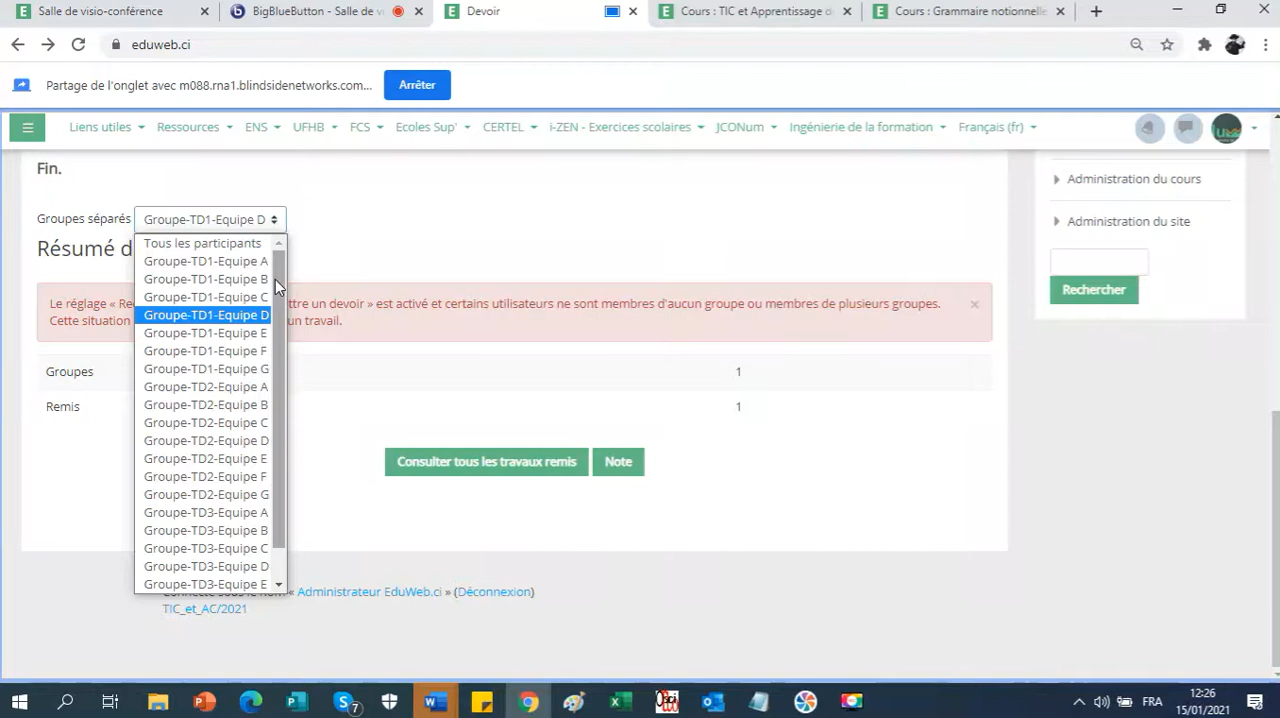 Salle de visio-conférence
BigBlueButton - Salle de v
Devoir
Cours : TIC et Apprentissage d
Cours : Grammaire notionnelle
eduweb.ci
Partage de l'onglet avec m088.rna1.blindsidenetworks.com...
Arrêter
Liens utiles
Ressources
ENS
UFHB
FCS
Ecoles Sup'
CERTEL
i-ZEN - Exercices scolaires
JCONum
Ingénierie de la formation
Français (fr)
Fin.
Administration du cours
Administration du site
Rechercher
Groupes séparés
Groupe-TD1-Equipe D
Résumé d
Tous les participants
Groupe-TD1-Equipe A
Groupe-TD1-Equipe B
Groupe-TD1-Equipe C
Groupe-TD1-Equipe D
Groupe-TD1-Equipe E
Groupe-TD1-Equipe F
Groupe-TD1-Equipe G
Groupe-TD2-Equipe A
Groupe-TD2-Equipe B
Groupe-TD2-Equipe C
Groupe-TD2-Equipe D
Groupe-TD2-Equipe E
Groupe-TD2-Equipe F
Groupe-TD2-Equipe G
Groupe-TD3-Equipe A
Groupe-TD3-Equipe B
Groupe-TD3-Equipe C
Groupe-TD3-Equipe D
Groupe-TD3-Equipe E
Le réglage « Re ttre un devoir » est activé et certains utilisateurs ne sont membres d'aucun groupe ou membres de plusieurs groupes. ×
Cette situation un travail.
Groupes 1
Remis 1
Consulter tous les travaux remis
Note
Connecté sous le nom « Administrateur EduWeb.ci » (Déconnexion)
TIC_et_AC/2021
7
FRA
12:26
15/01/2021